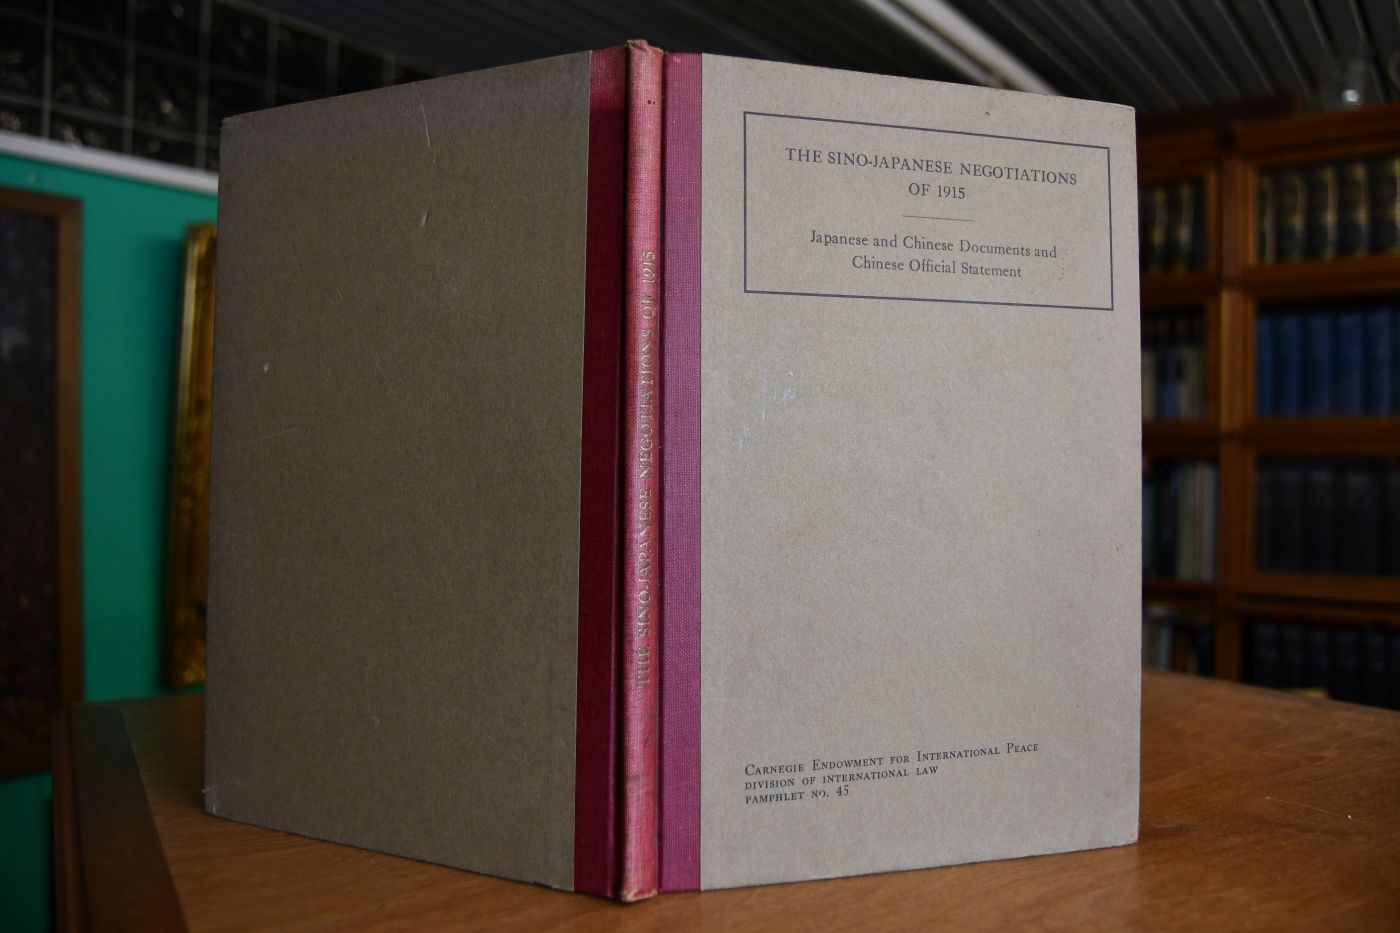 THE SINO-JAPANESE NEGOTIATIONS OF 1915
THE SINO-JAPANESE NEGOTIATIONS
OF 1915
Japanese and Chinese Documents and
Chinese Official Statement
CARNEGIE ENDOWMENT FOR INTERNATIONAL PEACE
DIVISION OF INTERNATIONAL LAW
PAMPHLET NO. 45